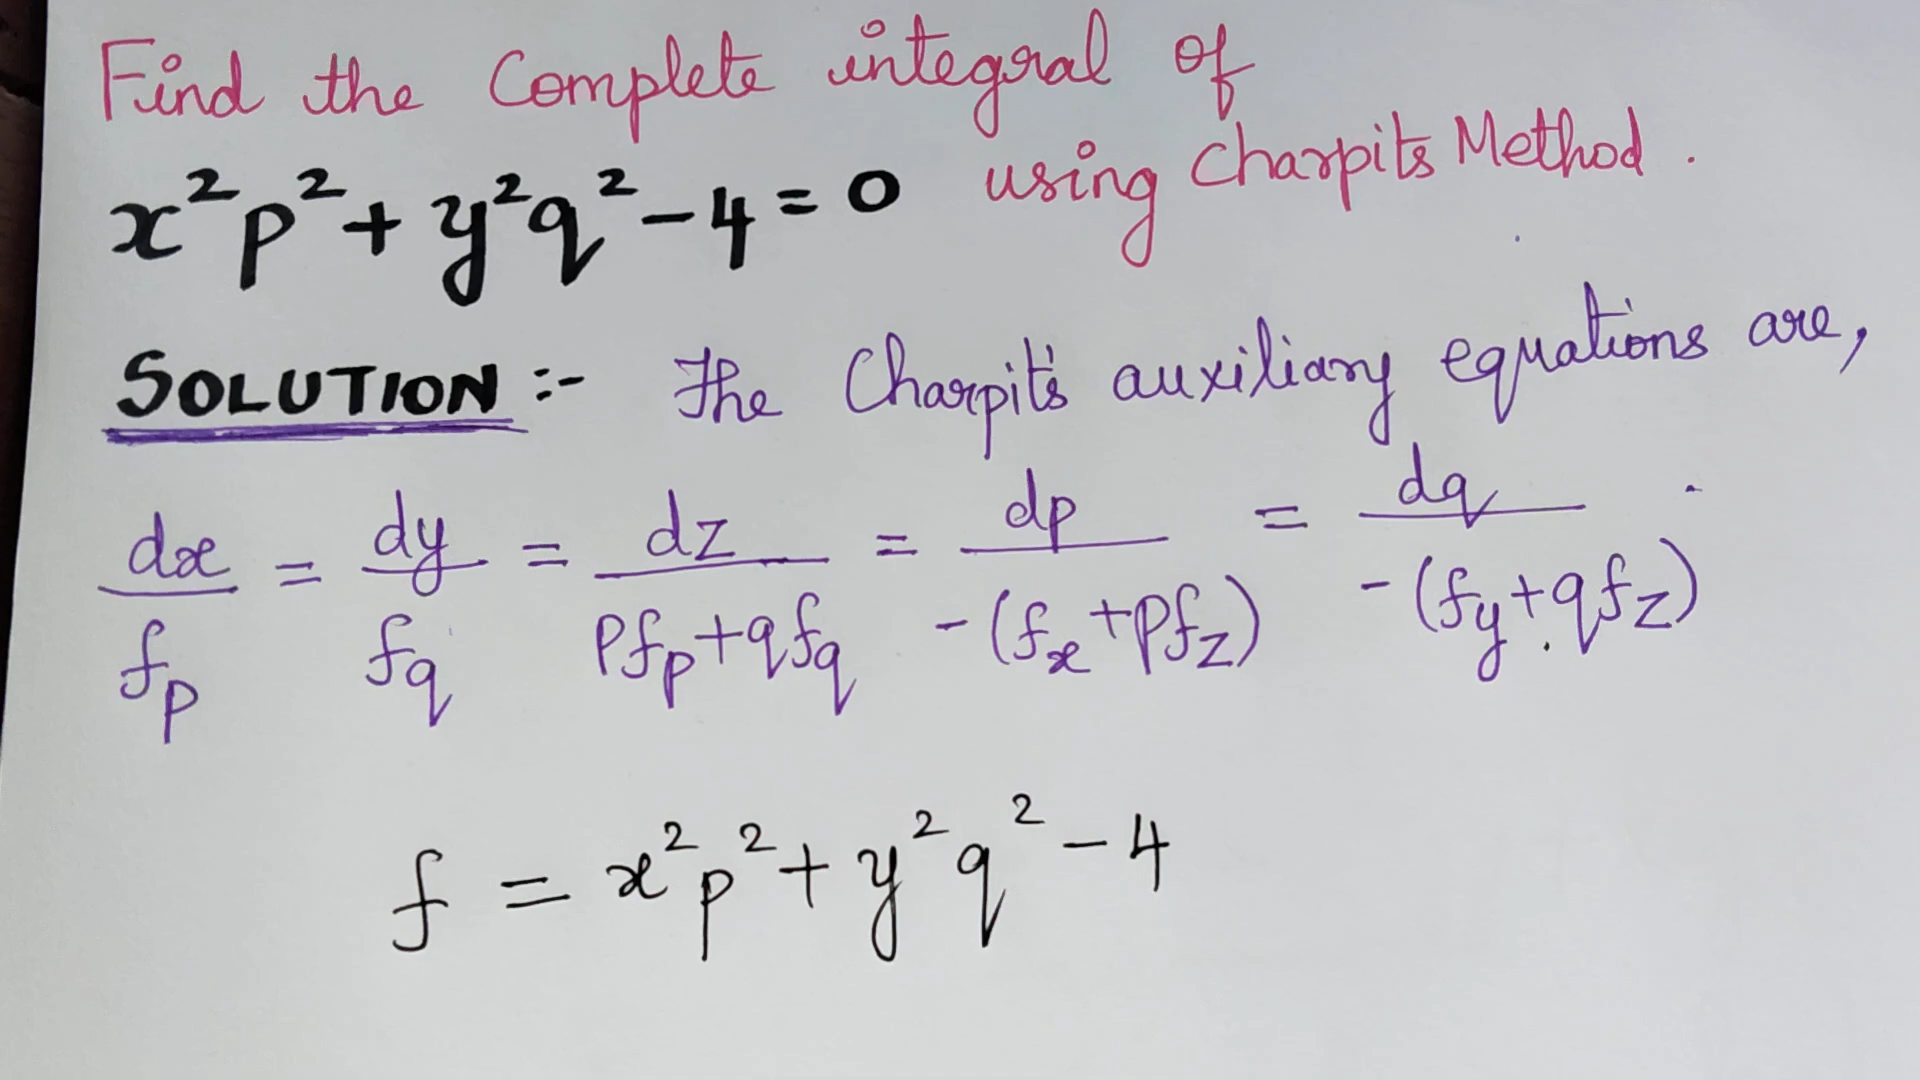 Find the Complete integral of
x²p² + y²q² - 4 = 0 using Charpits Method.
SOLUTION :- The Charpit's auxiliary equations are,
dx/fp = dy/fq = dz/(pfp+qfq) = dp/-(fx+pfz) = dq/-(fy+qfz)
f = x²p² + y²q² - 4